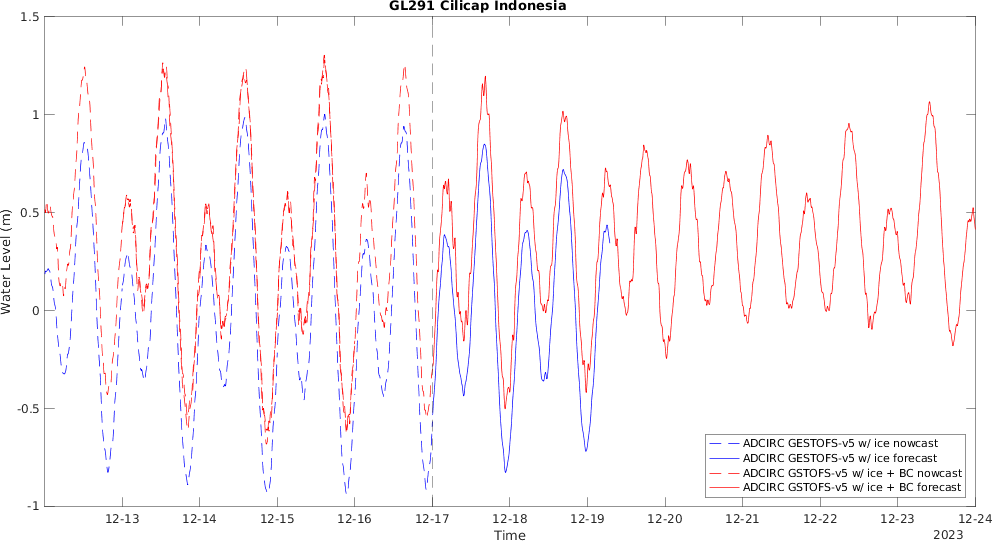 GL291 Cilicap Indonesia
1.5
1
0.5
0
-0.5
-1
Water Level (m)
12-13 12-14 12-15 12-16 12-17 12-18 12-19 12-20 12-21 12-22 12-23 12-24
Time
2023
ADCIRC GESTOFS-v5 w/ ice nowcast
ADCIRC GESTOFS-v5 w/ ice forecast
ADCIRC GSTOFS-v5 w/ ice + BC nowcast
ADCIRC GSTOFS-v5 w/ ice + BC forecast